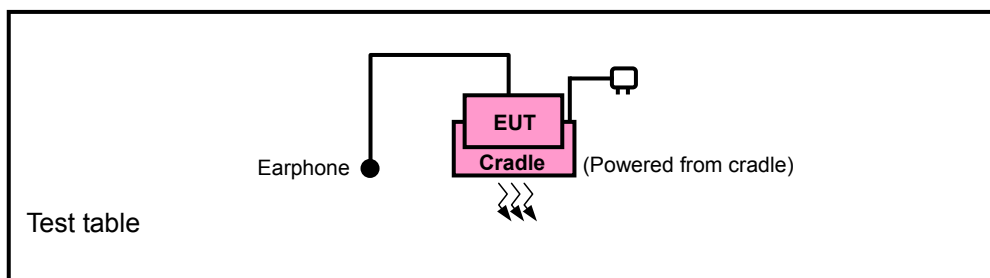 EUT
Earphone
Cradle
(Powered from cradle)
Test table